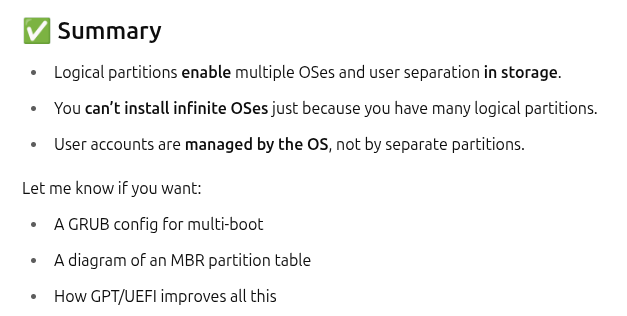 ✅ Summary
• Logical partitions enable multiple OSes and user separation in storage.
• You can’t install infinite OSes just because you have many logical partitions.
• User accounts are managed by the OS, not by separate partitions.
Let me know if you want:
• A GRUB config for multi-boot
• A diagram of an MBR partition table
• How GPT/UEFI improves all this